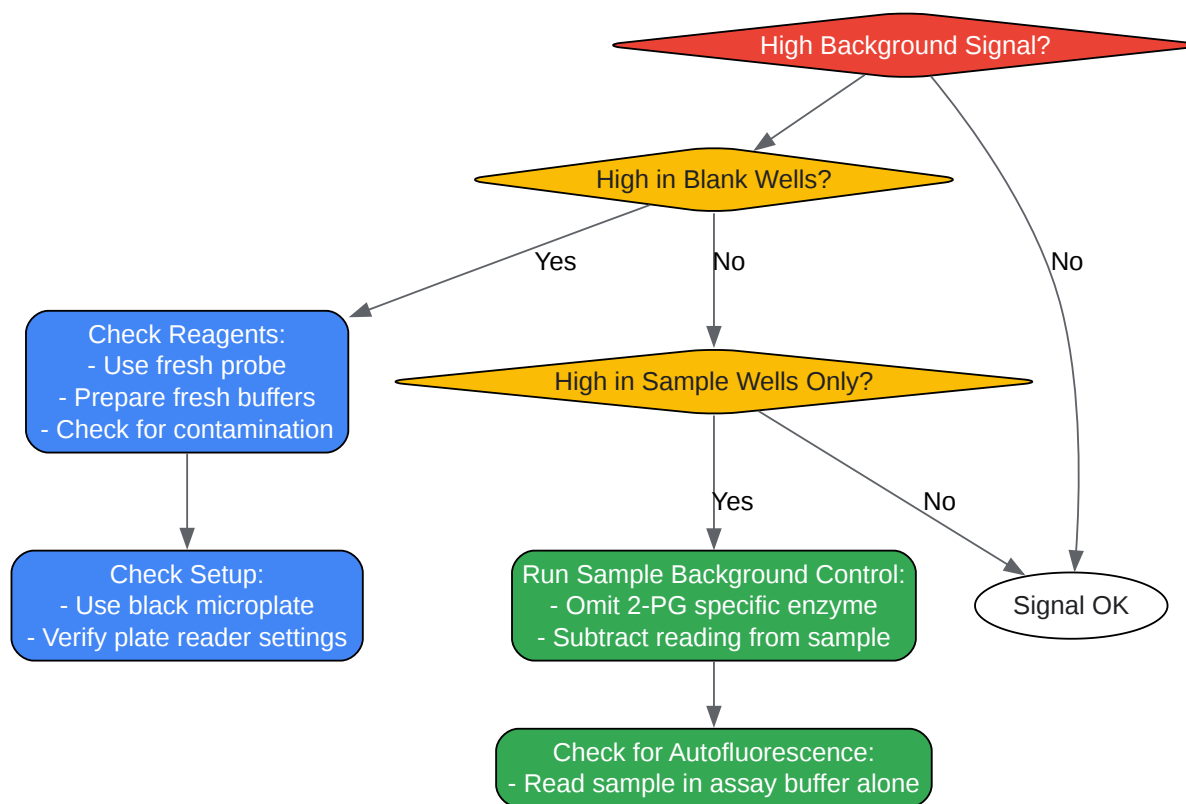 High Background Signal?
High in Blank Wells?
Yes
No
No
Check Reagents:
- Use fresh probe
- Prepare fresh buffers
- Check for contamination
High in Sample Wells Only?
Yes
No
Check Setup:
- Use black microplate
- Verify plate reader settings
Run Sample Background Control:
- Omit 2-PG specific enzyme
- Subtract reading from sample
Signal OK
Check for Autofluorescence:
- Read sample in assay buffer alone